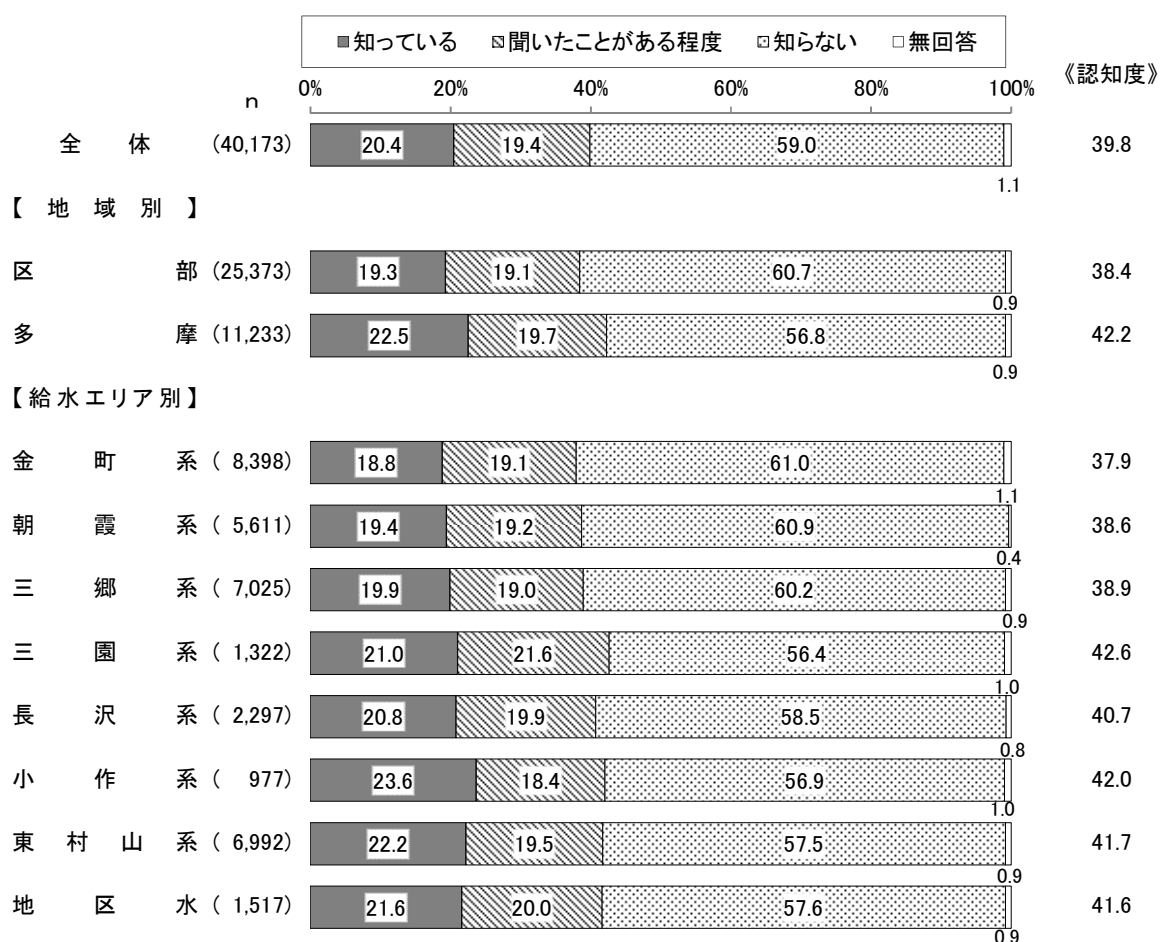 ■知っている ▧聞いたことがある程度 ⊡知らない □無回答
《認知度》
n 0% 20% 40% 60% 80% 100%
全体 (40,173) 20.4 19.4 59.0 1.1 39.8
【地域別】
区部 (25,373) 19.3 19.1 60.7 0.9 38.4
多摩 (11,233) 22.5 19.7 56.8 0.9 42.2
【給水エリア別】
金町系 ( 8,398) 18.8 19.1 61.0 1.1 37.9
朝霞系 ( 5,611) 19.4 19.2 60.9 0.4 38.6
三郷系 ( 7,025) 19.9 19.0 60.2 0.9 38.9
三園系 ( 1,322) 21.0 21.6 56.4 1.0 42.6
長沢系 ( 2,297) 20.8 19.9 58.5 0.8 40.7
小作系 ( 977) 23.6 18.4 56.9 1.0 42.0
東村山系 ( 6,992) 22.2 19.5 57.5 0.9 41.7
地区水 ( 1,517) 21.6 20.0 57.6 0.9 41.6